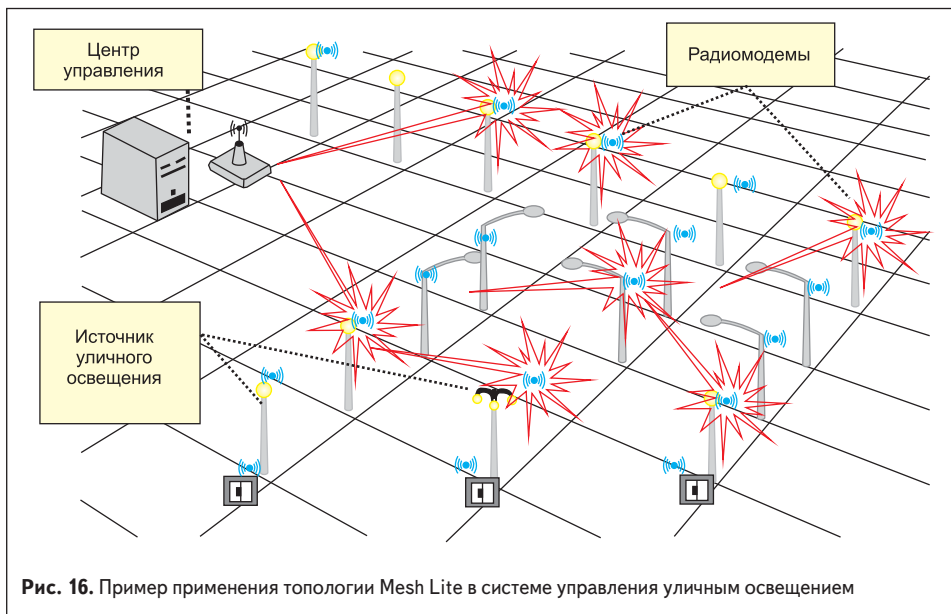 Центр
управления
Радиомодемы
Источник
уличного
освещения
Рис. 16. Пример применения топологии Mesh Lite в системе управления уличным освещением